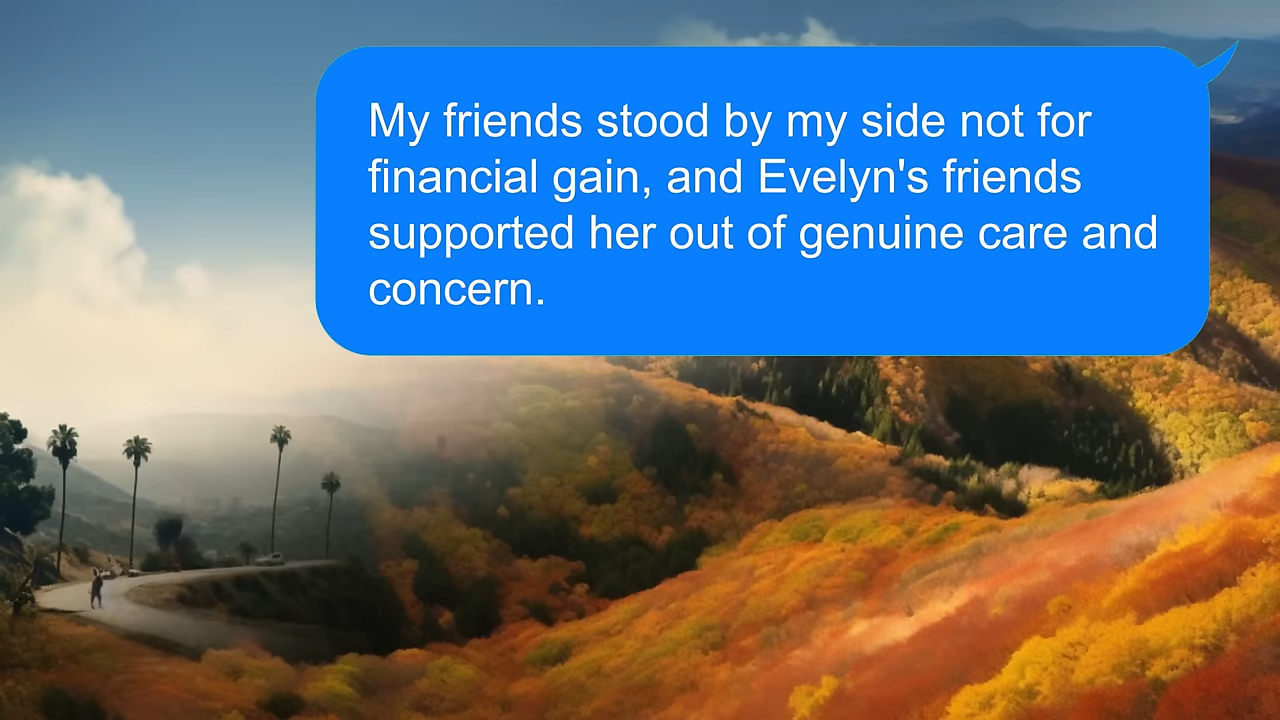 My friends stood by my side not for
financial gain, and Evelyn's friends
supported her out of genuine care and
concern.